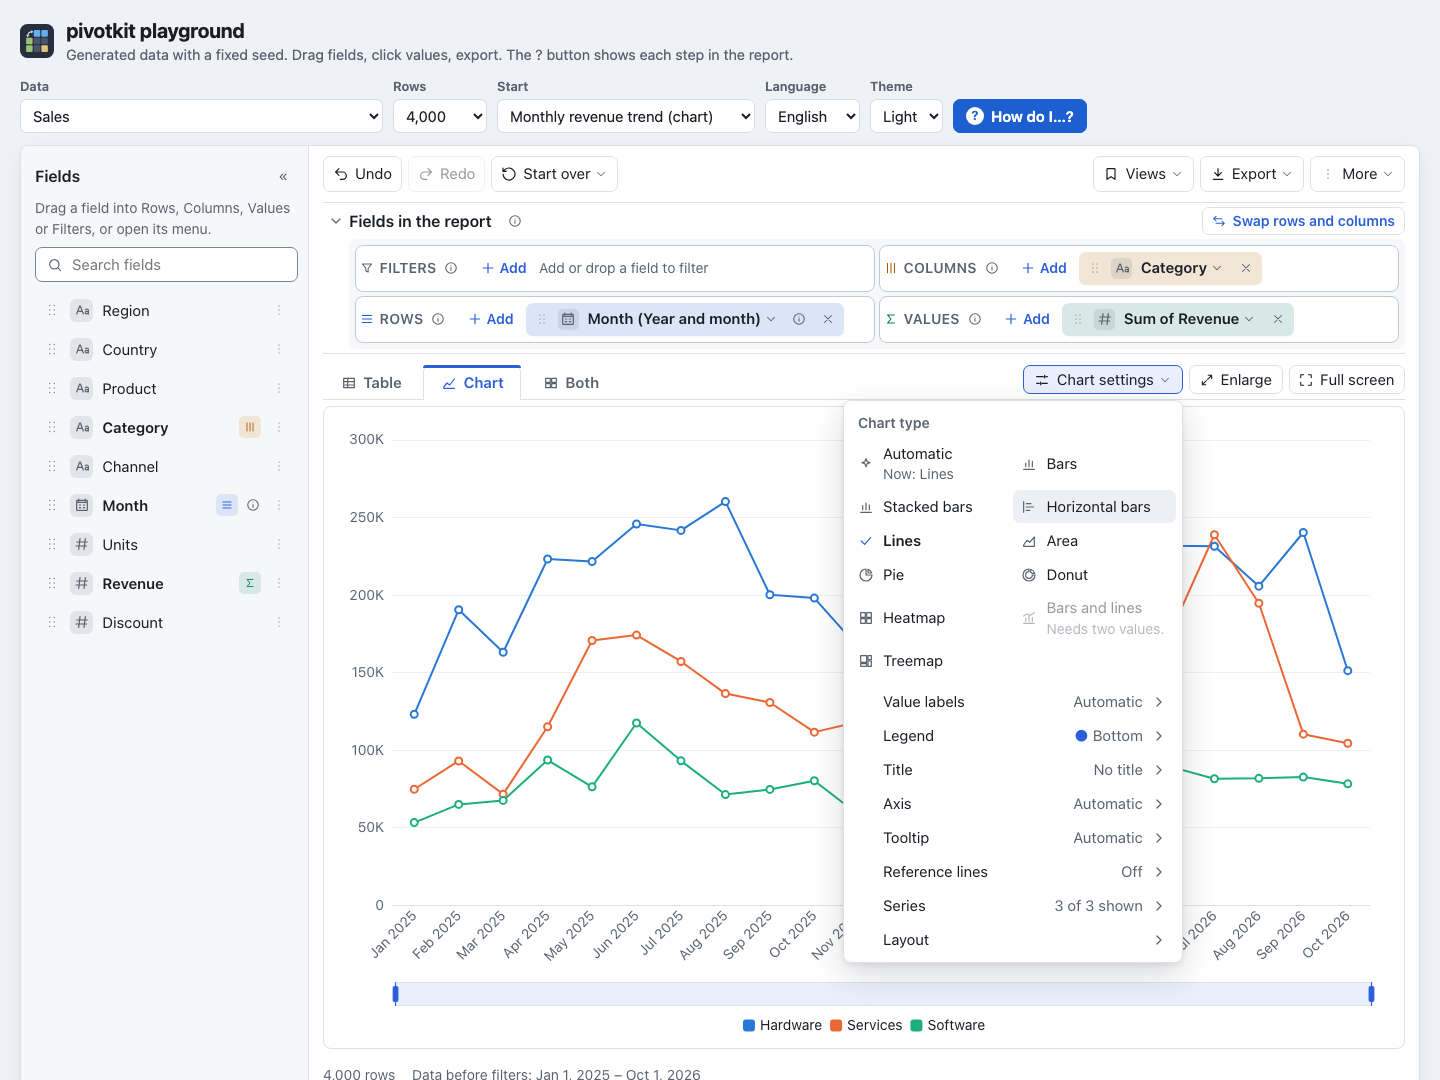 pivotkit playground
Generated data with a fixed seed. Drag fields, click values, export. The ? button shows each step in the report.
Data Rows Start Language Theme
Sales 4,000 Monthly revenue trend (chart) English Light ? How do I...?
Fields «
Drag a field into Rows, Columns, Values
or Filters, or open its menu.
Search fields
Aa Region
Aa Country
Aa Product
Aa Category
Aa Channel
Month
# Units
# Revenue Σ
# Discount
Undo Redo Start over Views Export More
Fields in the report Swap rows and columns
FILTERS + Add Add or drop a field to filter
COLUMNS + Add Aa Category ×
ROWS + Add Month (Year and month) ×
Σ VALUES + Add # Sum of Revenue ×
Table Chart Both Chart settings Enlarge Full screen
Chart type
Automatic
Now: Lines
Bars
Stacked bars
Horizontal bars
Lines
Area
Pie
Donut
Heatmap
Bars and lines
Needs two values.
Treemap
Value labels Automatic
Legend Bottom
Title No title
Axis Automatic
Tooltip Automatic
Reference lines Off
Series 3 of 3 shown
Layout
300K
250K
200K
150K
100K
50K
0
Jan 2025 Feb 2025 Mar 2025 Apr 2025 May 2025 Jun 2025 Jul 2025 Aug 2025 Sep 2025 Oct 2025 Nov 2026 Aug 2026 Sep 2026 Oct 2026
Hardware Services Software
4,000 rows Data before filters: Jan 1, 2025 – Oct 1, 2026